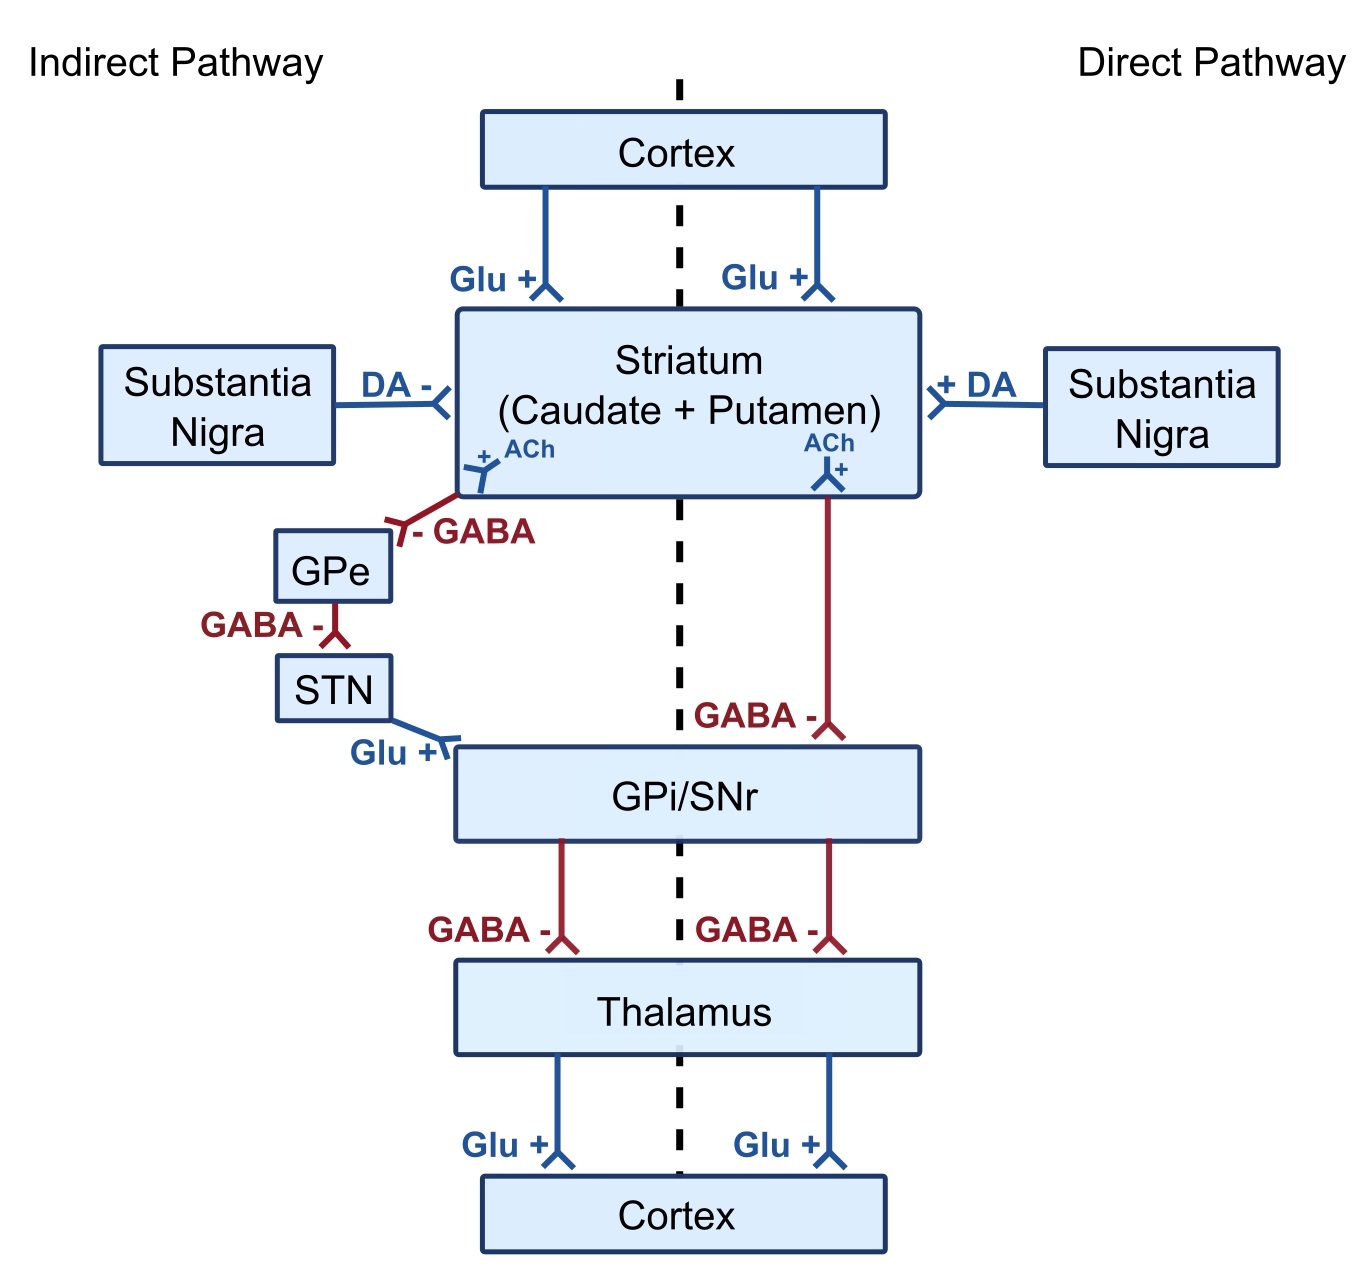 Indirect Pathway
Direct Pathway
Cortex
Glu +
Glu +
Substantia
Nigra
DA -
Striatum
(Caudate + Putamen)
+ ACh
ACh
+
+ DA
Substantia
Nigra
- GABA
GPe
GABA -
STN
Glu +
GABA -
GPi/SNr
GABA -
GABA -
Thalamus
Glu +
Glu +
Cortex